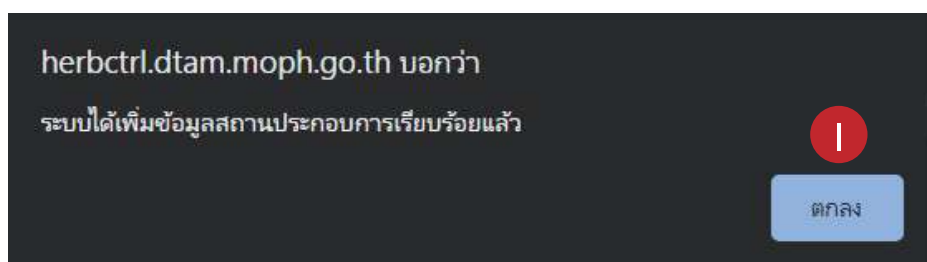 herbctrl.dtam.moph.go.th บอกว่า
ระบบได้เพิ่มข้อมูลสถานประกอบการเรียบร้อยแล้ว
1
ตกลง